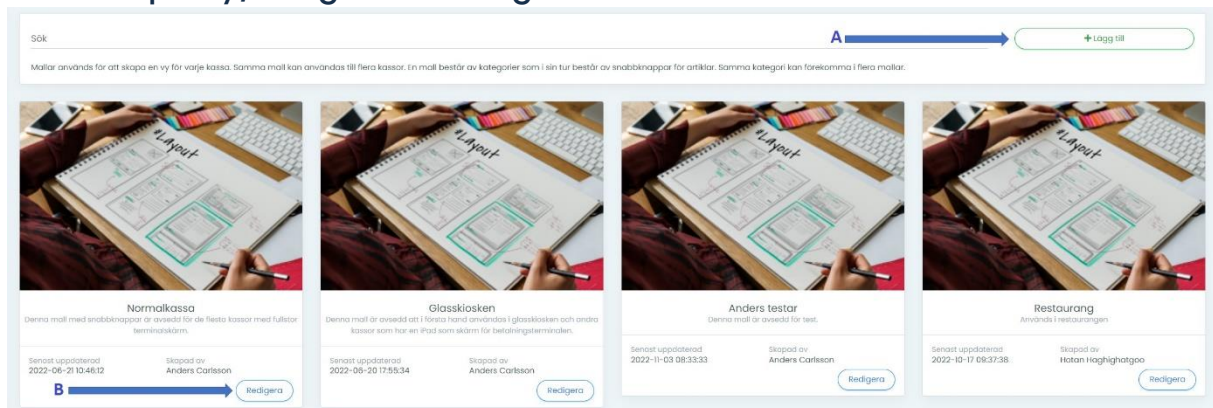 Sök
A
+ Lägg till
Mallar används för att skapa en vy för varje kassa. Samma mall kan användas till flera kassor. En mall består av kategorier som i sin tur består av snabbknappar för artiklar. Samma kategori kan förekomma i flera mallar.
#Layout
#Layout
#Layout
#Layout
Normalkassa
Denna mall med snabbknappar är avsedd för de flesta kassor med fullstor
terminalskärm.
Senast uppdaterad Skapad av
2022-06-21 10:46:12 Anders Carlsson
B
Redigera
Glasskiosken
Denna mall är avsedd att i första hand användas i glasskiosken och andra
kassor som har en iPad som skärm för betalningsterminalen.
Senast uppdaterad Skapad av
2022-06-20 17:55:34 Anders Carlsson
Redigera
Anders testar
Denna mall är avsedd för test.
Senast uppdaterad Skapad av
2022-11-03 08:33:33 Anders Carlsson
Redigera
Restaurang
Används i restaurangen
Senast uppdaterad Skapad av
2022-10-17 09:37:38 Hotan Haghighatgoo
Redigera